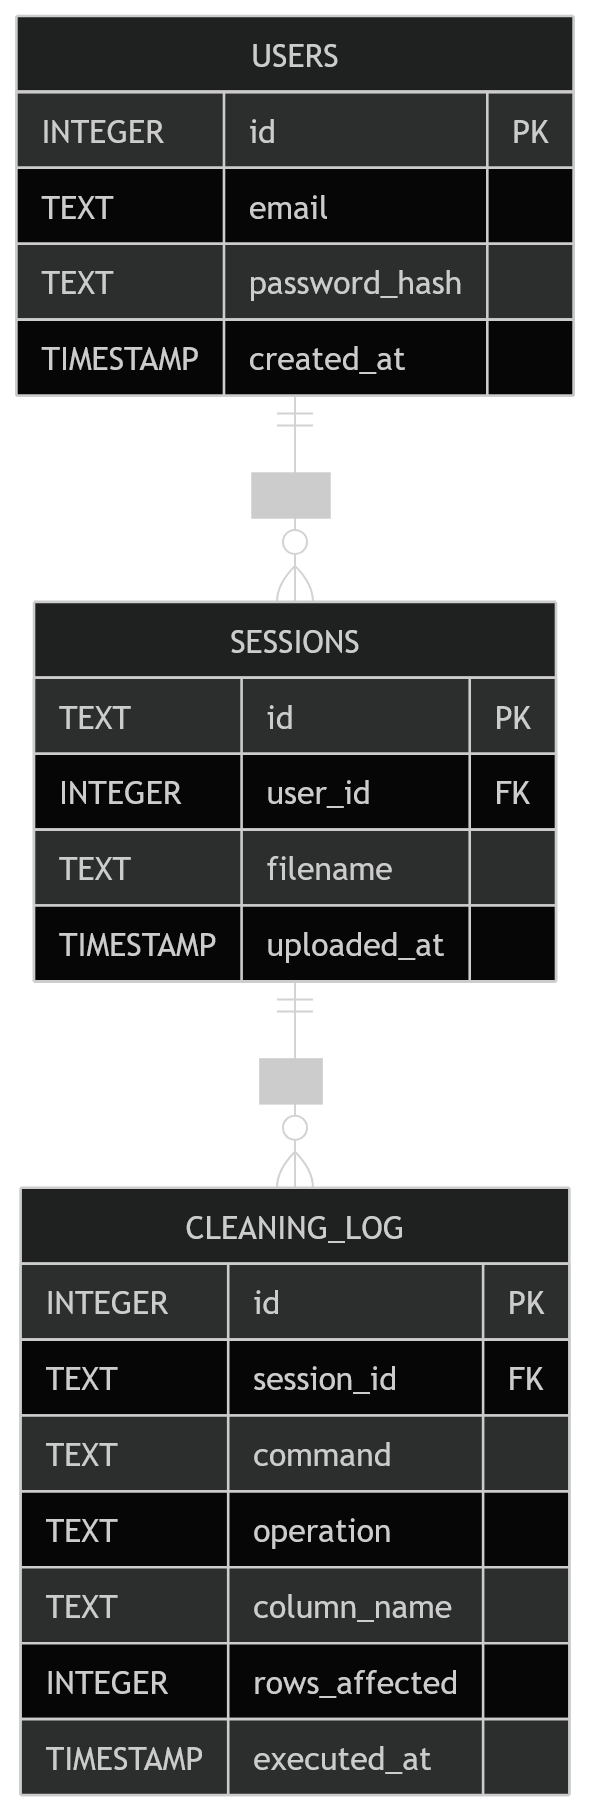 USERS
INTEGER id PK
TEXT email
TEXT password_hash
TIMESTAMP created_at
SESSIONS
TEXT id PK
INTEGER user_id FK
TEXT filename
TIMESTAMP uploaded_at
CLEANING_LOG
INTEGER id PK
TEXT session_id FK
TEXT command
TEXT operation
TEXT column_name
INTEGER rows_affected
TIMESTAMP executed_at